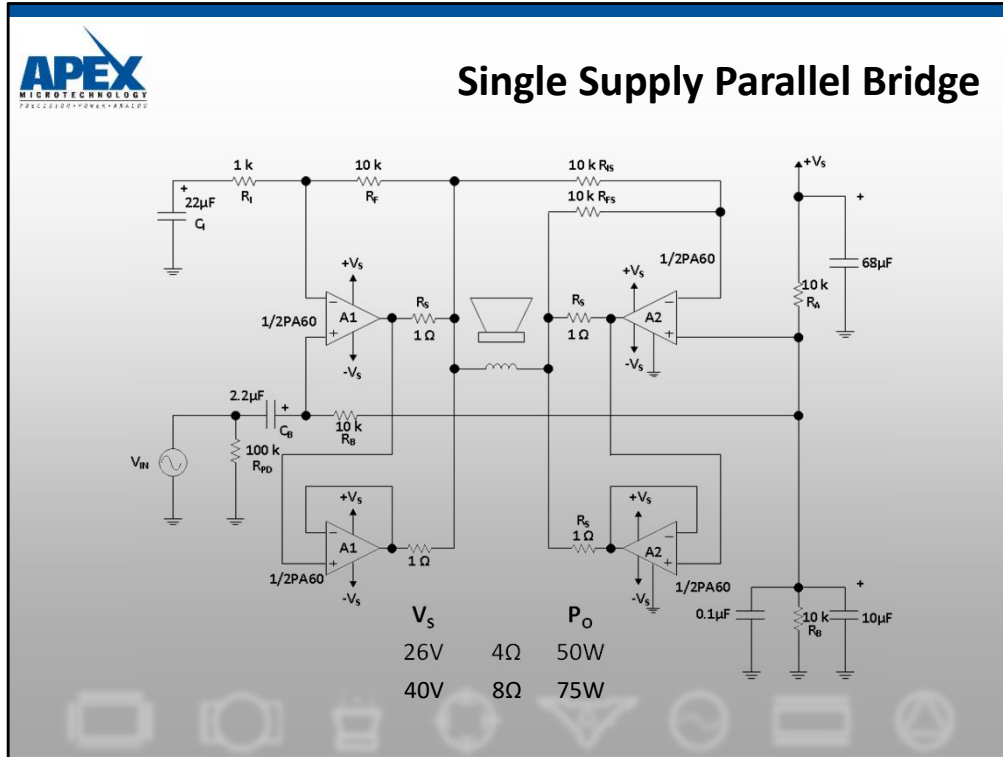 APEX
MICROTECHNOLOGY
PRECISION•POWER•ANALOG
Single Supply Parallel Bridge
1 k
R_I
10 k
R_F
10 k R_IS
10 k R_FS
+V_S
+
22µF
C_I
+
68µF
10 k
R_A
1/2PA60
+V_S
−
A1
+
-V_S
R_S
1 Ω
R_S
1 Ω
+V_S
−
A2
+
-V_S
1/2PA60
2.2µF
+
C_B
10 k
R_B
V_IN
100 k
R_PD
+V_S
−
A1
+
-V_S
1/2PA60
1 Ω
R_S
1 Ω
+V_S
−
A2
+
-V_S
1/2PA60
0.1µF
10 k
R_B
+
10µF
V_S P_O
26V 4Ω 50W
40V 8Ω 75W